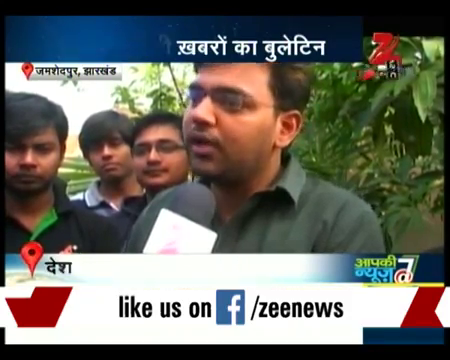 ख़बरों का बुलेटिन
जमशेदपुर, झारखंड
Z
देश
आपकी
न्यूज़@7
like us on f/zeenews